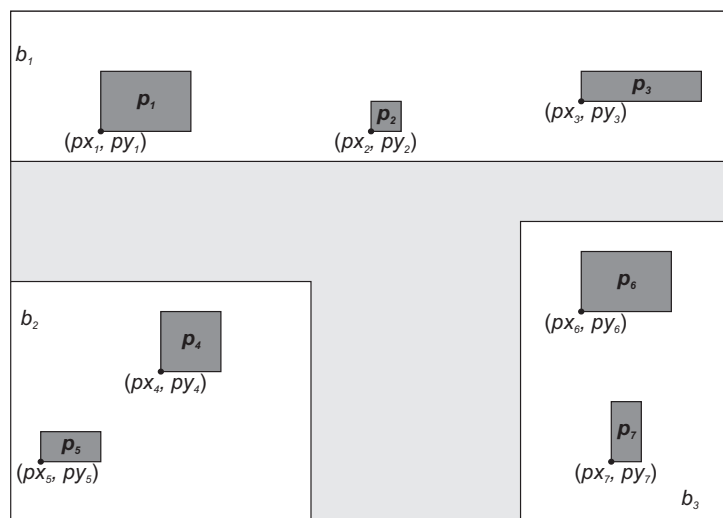 b₁
p₁
p₂
p₃
(px₁, py₁)
(px₂, py₂)
(px₃, py₃)
b₂
p₄
(px₄, py₄)
p₅
(px₅, py₅)
p₆
(px₆, py₆)
p₇
(px₇, py₇)
b₃